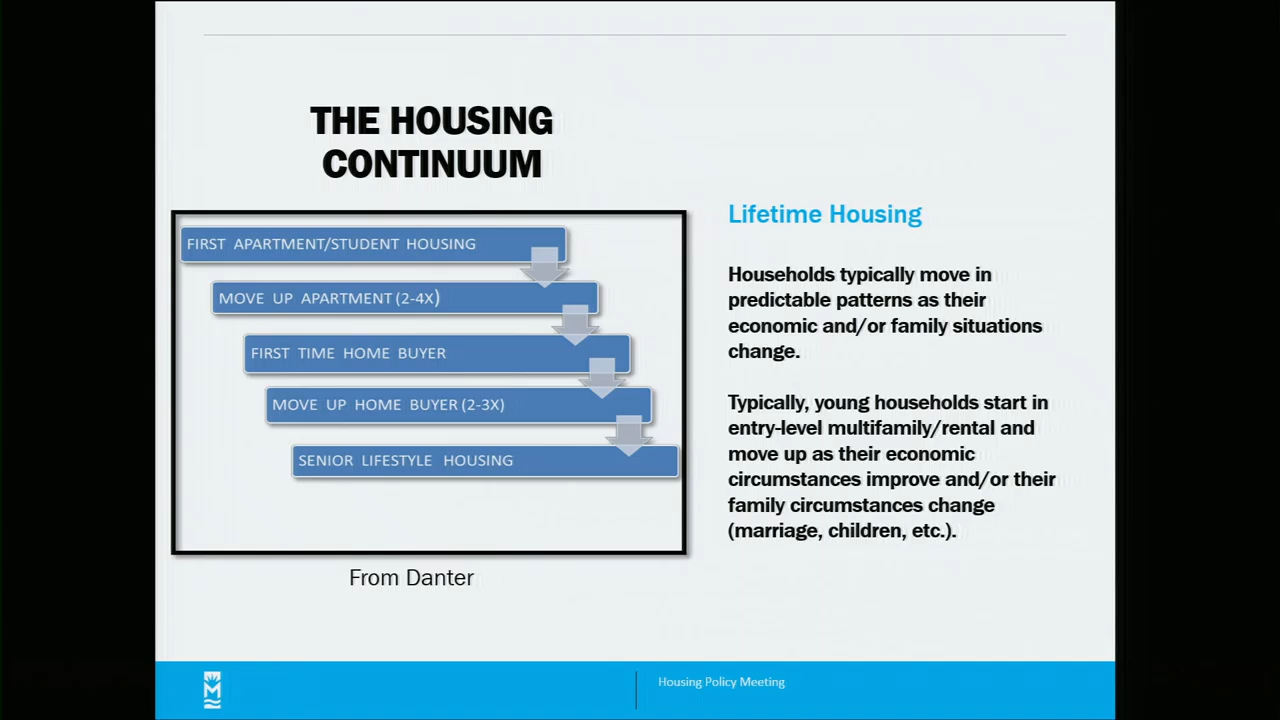 THE HOUSING
CONTINUUM
FIRST APARTMENT/STUDENT HOUSING
MOVE UP APARTMENT (2-4X)
FIRST TIME HOME BUYER
MOVE UP HOME BUYER (2-3X)
SENIOR LIFESTYLE HOUSING
From Danter
Lifetime Housing
Households typically move in
predictable patterns as their
economic and/or family situations
change.
Typically, young households start in
entry-level multifamily/rental and
move up as their economic
circumstances improve and/or their
family circumstances change
(marriage, children, etc.).
M
Housing Policy Meeting